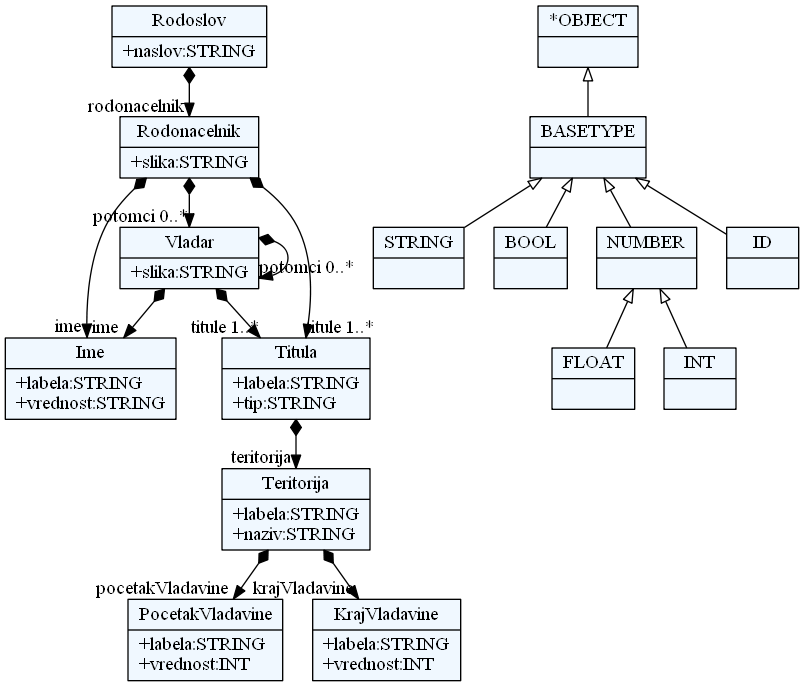 Rodoslov
+naslov:STRING
rodonacelnik
Rodonacelnik
+slika:STRING
potomci 0..*
Vladar
+slika:STRING
potomci 0..*
ime
ime
titule 1..*
titule 1..*
Ime
+labela:STRING
+vrednost:STRING
Titula
+labela:STRING
+tip:STRING
teritorija
Teritorija
+labela:STRING
+naziv:STRING
pocetakVladavine
krajVladavine
PocetakVladavine
+labela:STRING
+vrednost:INT
KrajVladavine
+labela:STRING
+vrednost:INT
*OBJECT
BASETYPE
STRING
BOOL
NUMBER
ID
FLOAT
INT